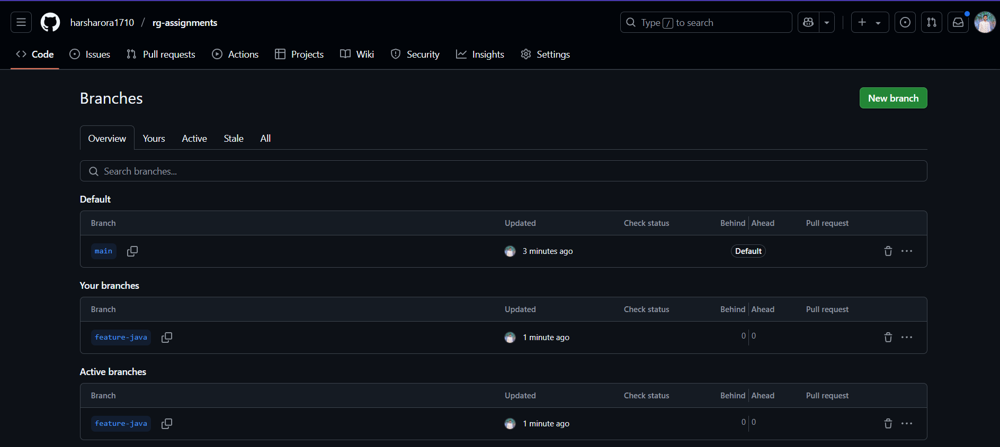 harsharora1710 / rg-assignments
Type / to search
Code Issues Pull requests Actions Projects Wiki Security Insights Settings
Branches
New branch
Overview Yours Active Stale All
Search branches...
Default
Branch Updated Check status Behind Ahead Pull request
main 3 minutes ago Default
Your branches
Branch Updated Check status Behind Ahead Pull request
feature-java 1 minute ago 0 0
Active branches
Branch Updated Check status Behind Ahead Pull request
feature-java 1 minute ago 0 0